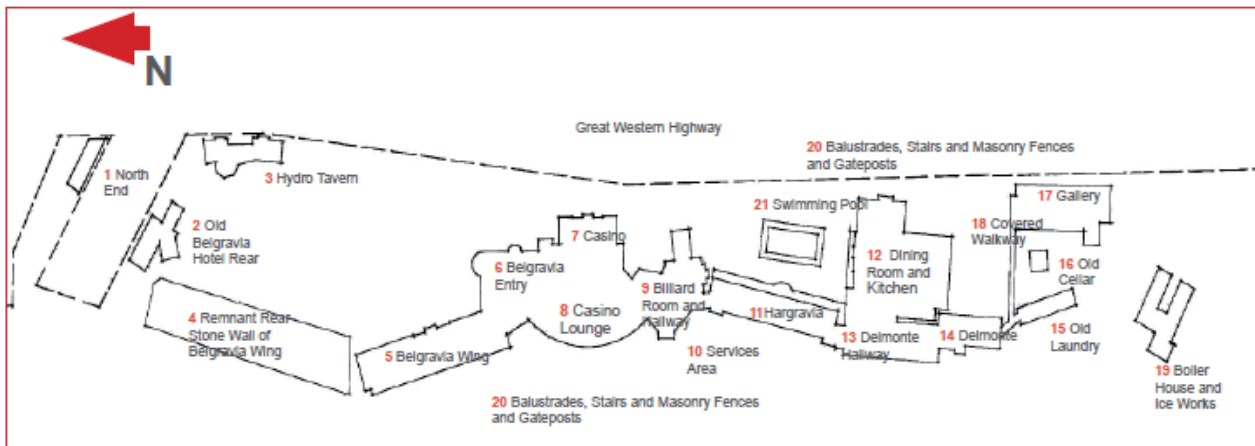 N
Great Western Highway
20 Balustrades, Stairs and Masonry Fences
and Gateposts
1 North
End
3 Hydro Tavern
2 Old
Belgravia
Hotel Rear
21 Swimming Pool
17 Gallery
18 Covered
Walkway
7 Casino
12 Dining
Room and
Kitchen
6 Belgravia
Entry
16 Old
Cellar
9 Billiard
Room and
Hallway
4 Remnant Rear
Stone Wall of
Belgravia Wing
8 Casino
Lounge
11 Hargravia
5 Belgravia Wing
10 Services
Area
13 Delmonte
Hallway
14 Delmonte
15 Old
Laundry
19 Boiler
House and
Ice Works
20 Balustrades, Stairs and Masonry Fences
and Gateposts